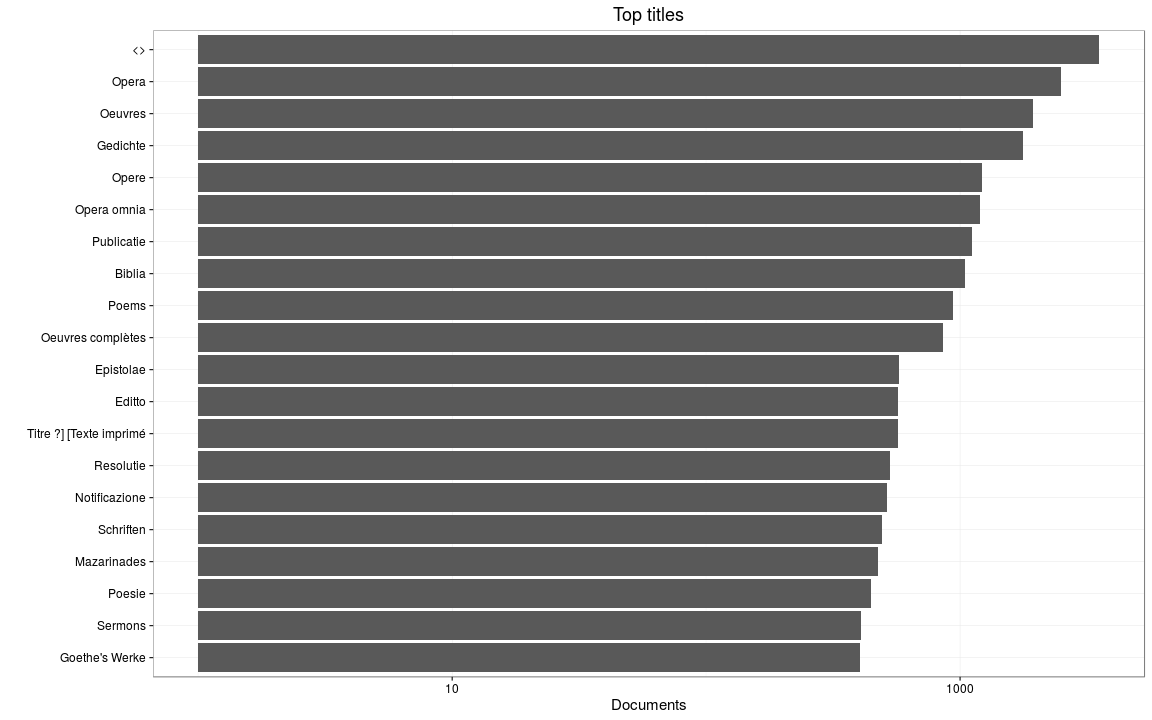 Top titles
<>
Opera
Oeuvres
Gedichte
Opere
Opera omnia
Publicatie
Biblia
Poems
Oeuvres complètes
Epistolae
Editto
Titre ?] [Texte imprimé
Resolutie
Notificazione
Schriften
Mazarinades
Poesie
Sermons
Goethe's Werke
10 1000
Documents